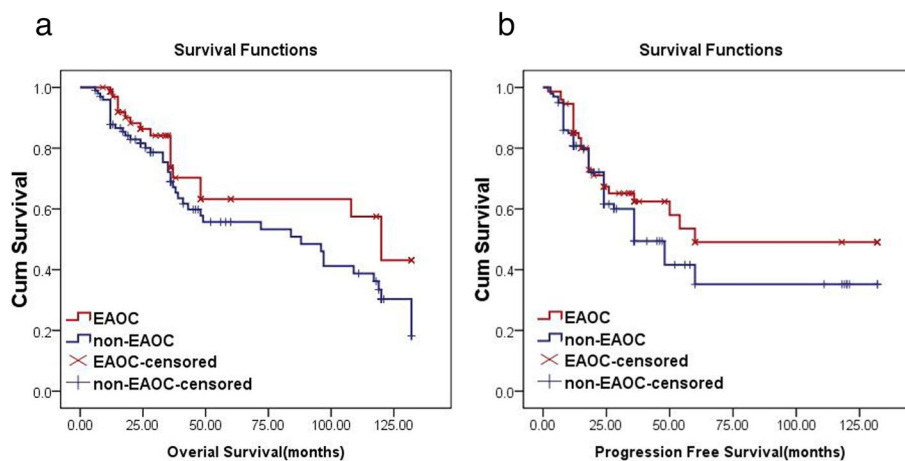 a
Survival Functions
Cum Survival
1.0
0.8
0.6
0.4
0.2
0.0
EAOC
non-EAOC
EAOC-censored
non-EAOC-censored
.00 25.00 50.00 75.00 100.00 125.00
Overial Survival(months)
b
Survival Functions
Cum Survival
1.0
0.8
0.6
0.4
0.2
0.0
EAOC
non-EAOC
EAOC-censored
non-EAOC-censored
.00 25.00 50.00 75.00 100.00 125.00
Progression Free Survival(months)